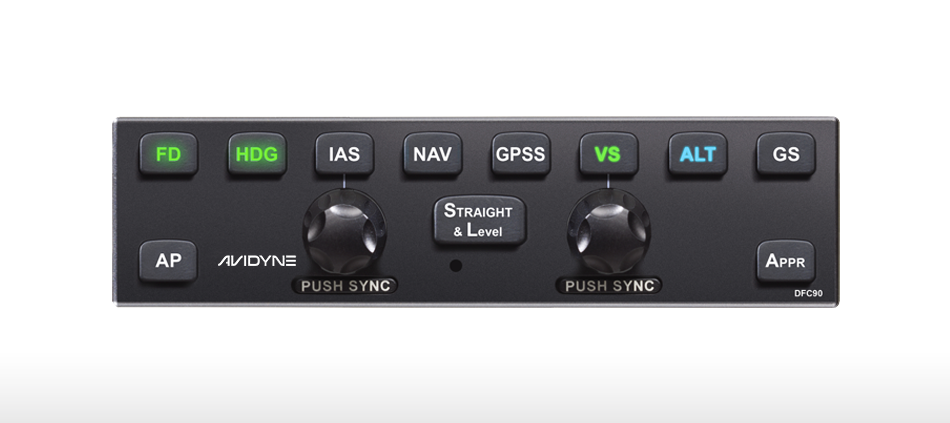 FD HDG IAS NAV GPSS VS ALT GS
STRAIGHT
& Level
AP AVIDYNE APPR
PUSH SYNC PUSH SYNC
DFC90